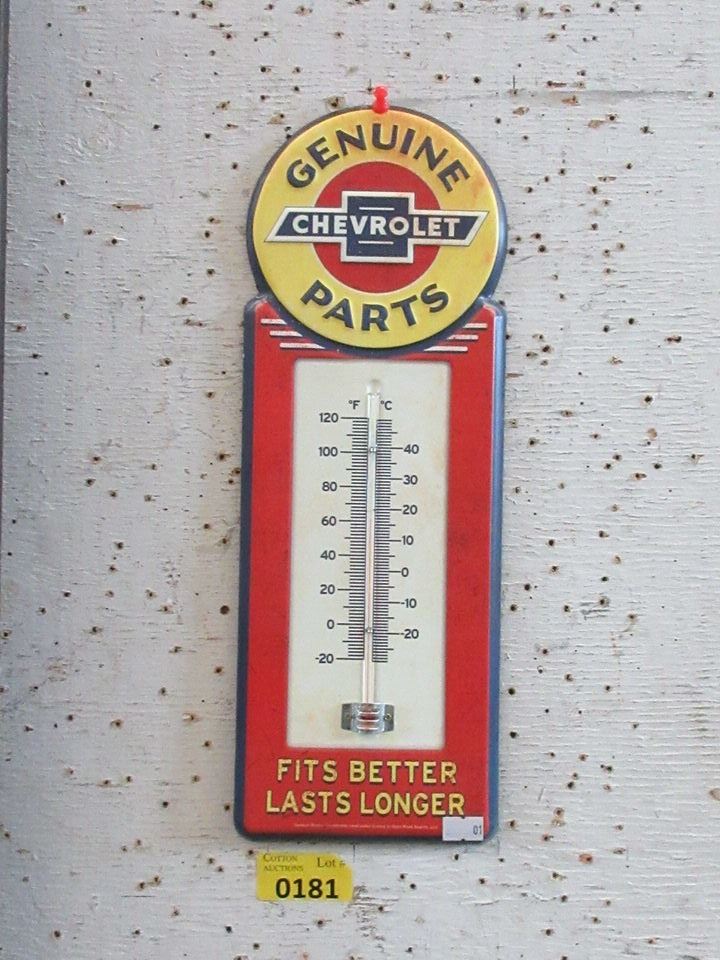 GENUINE
CHEVROLET
PARTS
°F °C
120
100 40
80 30
20
60 10
40 0
20 -10
0 -20
-20
FITS BETTER
LASTS LONGER
01
COTTON
AUCTIONS
Lot #
0181